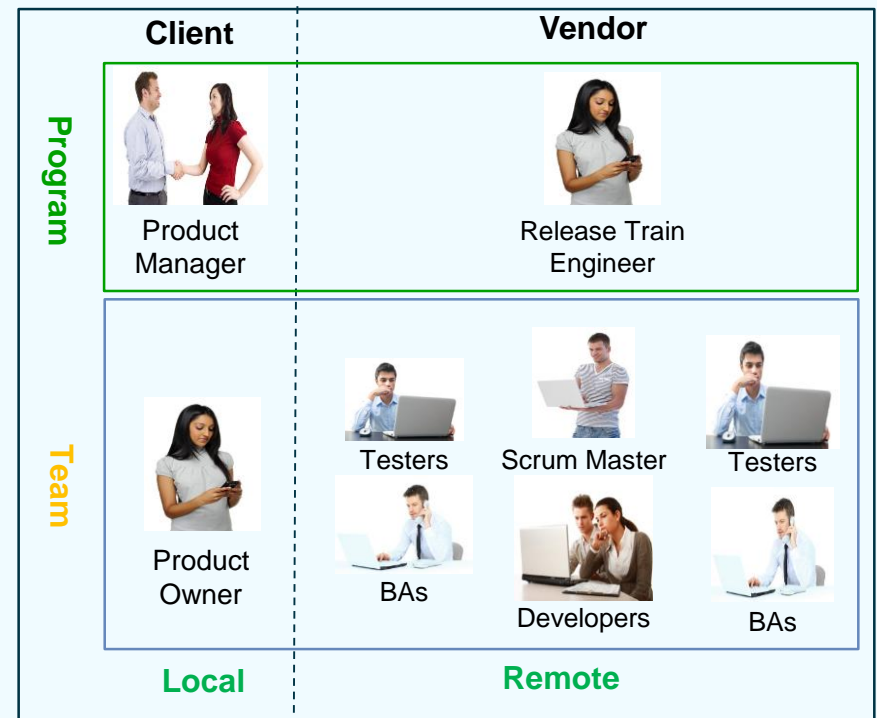 Client
Vendor
Program
Product
Manager
Release Train
Engineer
Team
Product
Owner
Testers
Scrum Master
Testers
BAs
Developers
BAs
Local
Remote